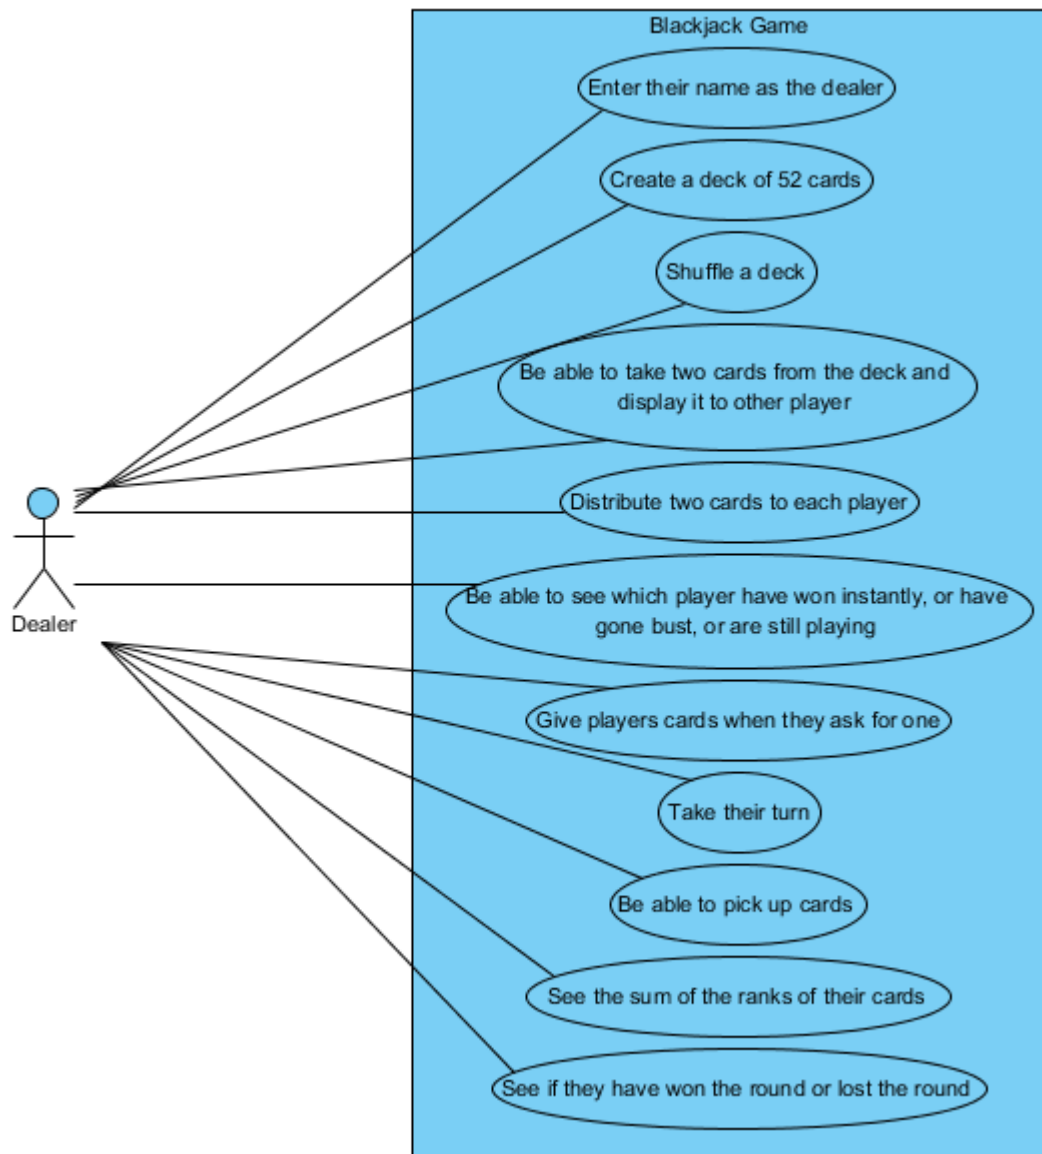 Blackjack Game
Enter their name as the dealer
Create a deck of 52 cards
Shuffle a deck
Be able to take two cards from the deck and
display it to other player
Distribute two cards to each player
Dealer
Be able to see which player have won instantly, or have
gone bust, or are still playing
Give players cards when they ask for one
Take their turn
Be able to pick up cards
See the sum of the ranks of their cards
See if they have won the round or lost the round